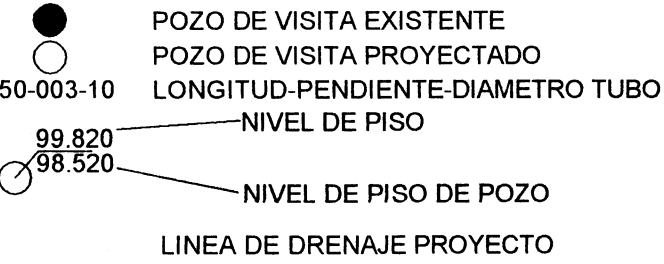 POZO DE VISITA EXISTENTE
POZO DE VISITA PROYECTADO
50-003-10 LONGITUD-PENDIENTE-DIAMETRO TUBO
99.820 NIVEL DE PISO
98.520
NIVEL DE PISO DE POZO
LINEA DE DRENAJE PROYECTO